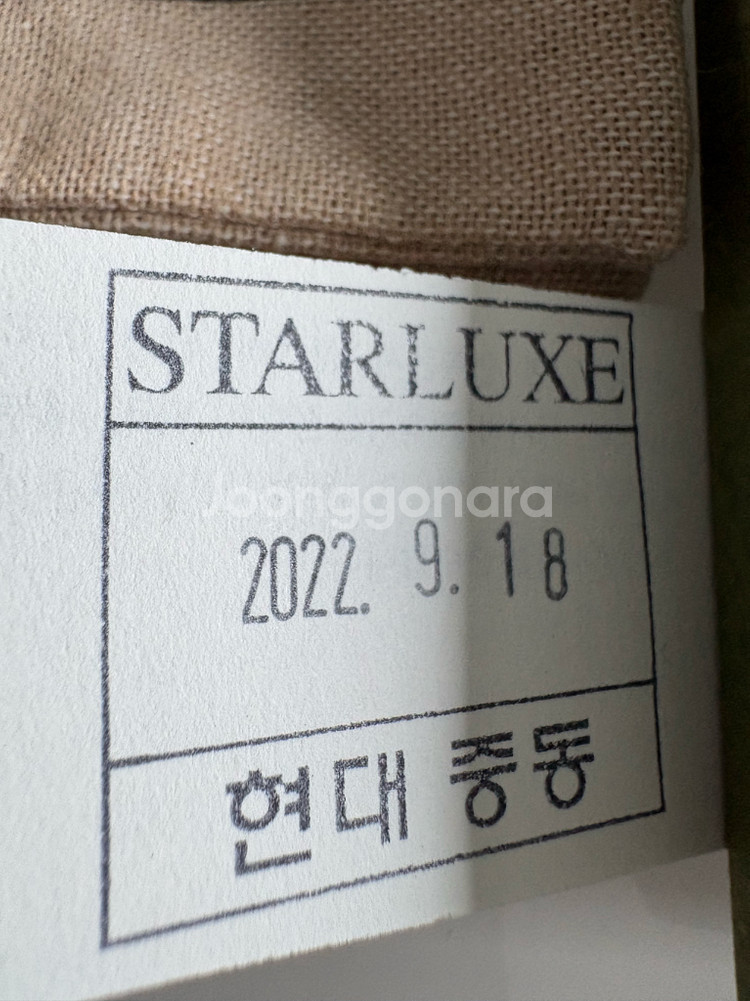 STARLUXE
Joonggonara
2022. 9. 18
현대 중동